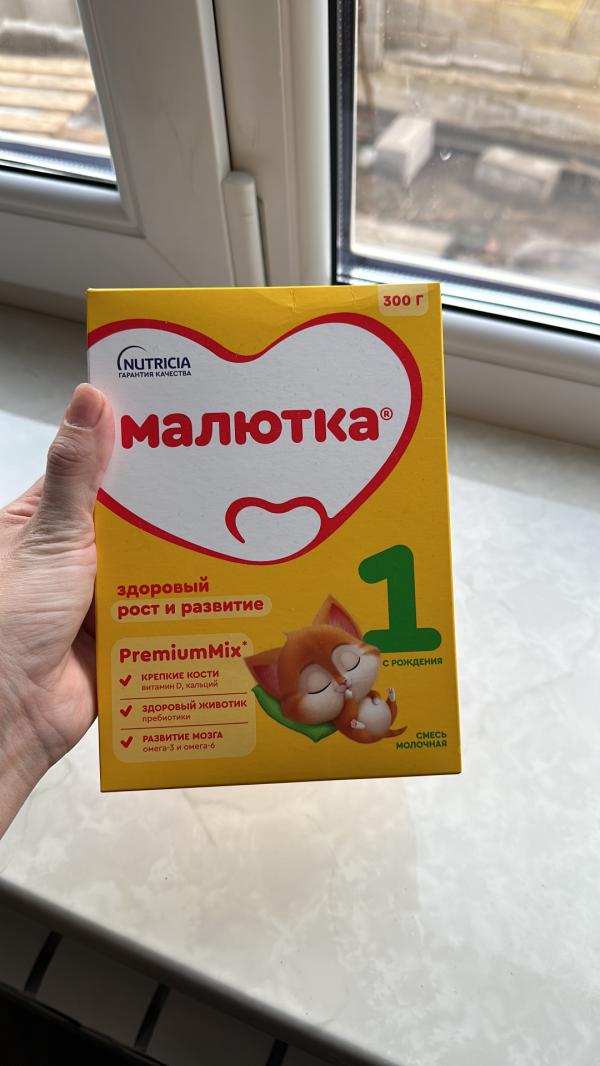 300 Г
NUTRICIA
ГАРАНТИЯ КАЧЕСТВА
малютка®
здоровый
рост и развитие
1
С РОЖДЕНИЯ
PremiumMix*
КРЕПКИЕ КОСТИ
витамин D, кальций
ЗДОРОВЫЙ ЖИВОТИК
пребиотики
РАЗВИТИЕ МОЗГА
омега-3 и омега-6
СМЕСЬ
МОЛОЧНАЯ